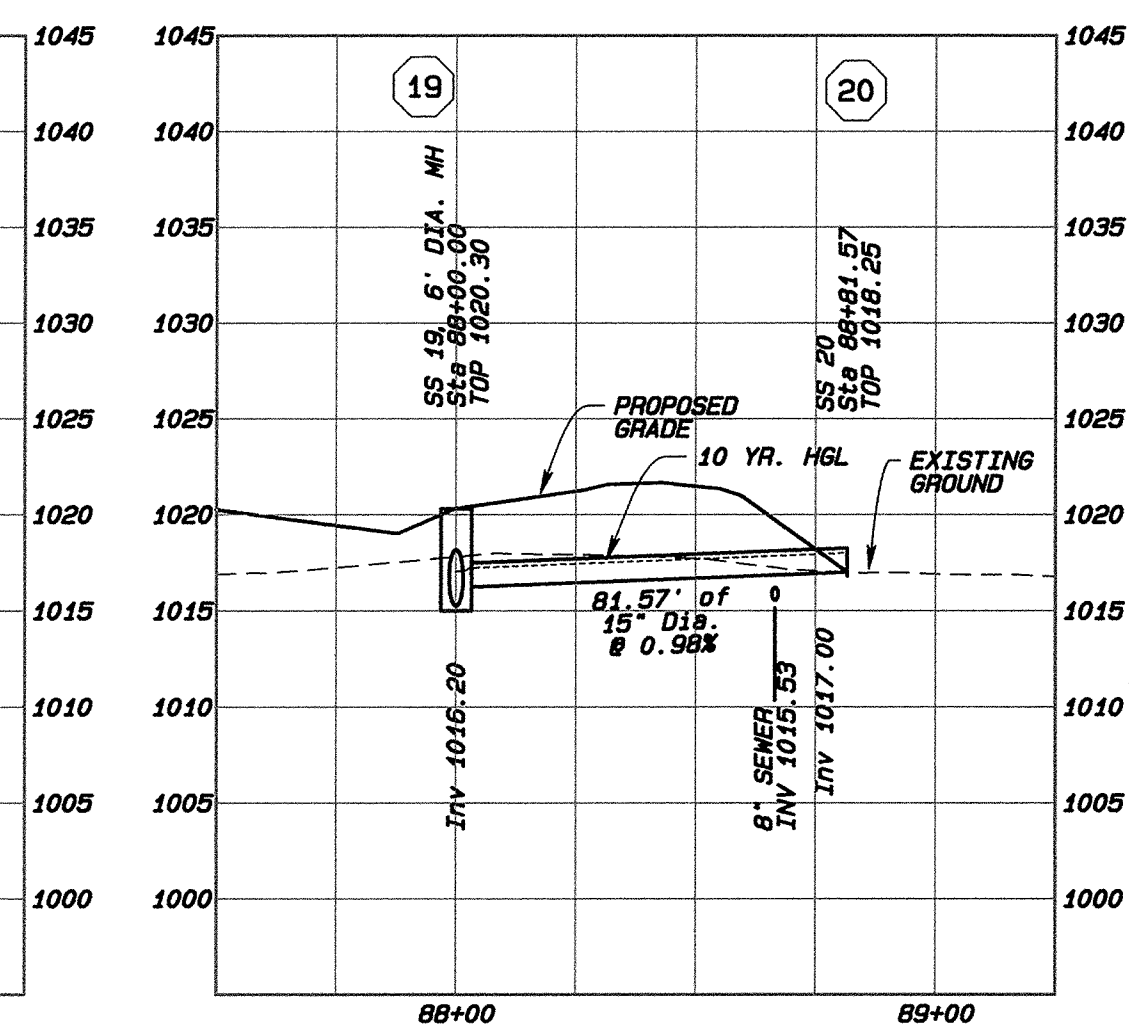 1045 1045 1045
19 20
1040 1040 1040
SS 19, 6' DIA. MH
Sta 88+00.00
TOP 1020.30
SS 20
Sta 88+81.57
TOP 1018.25
1035 1035 1035
1030 1030 1030
1025 1025 1025
PROPOSED
GRADE
10 YR. HGL
EXISTING
GROUND
1020 1020 1020
1015 1015 1015
81.57' of
15" Dia.
@ 0.98%
Inv 1016.20
8" SEWER
INV 1015.53
Inv 1017.00
1010 1010 1010
1005 1005 1005
1000 1000 1000
88+00 89+00